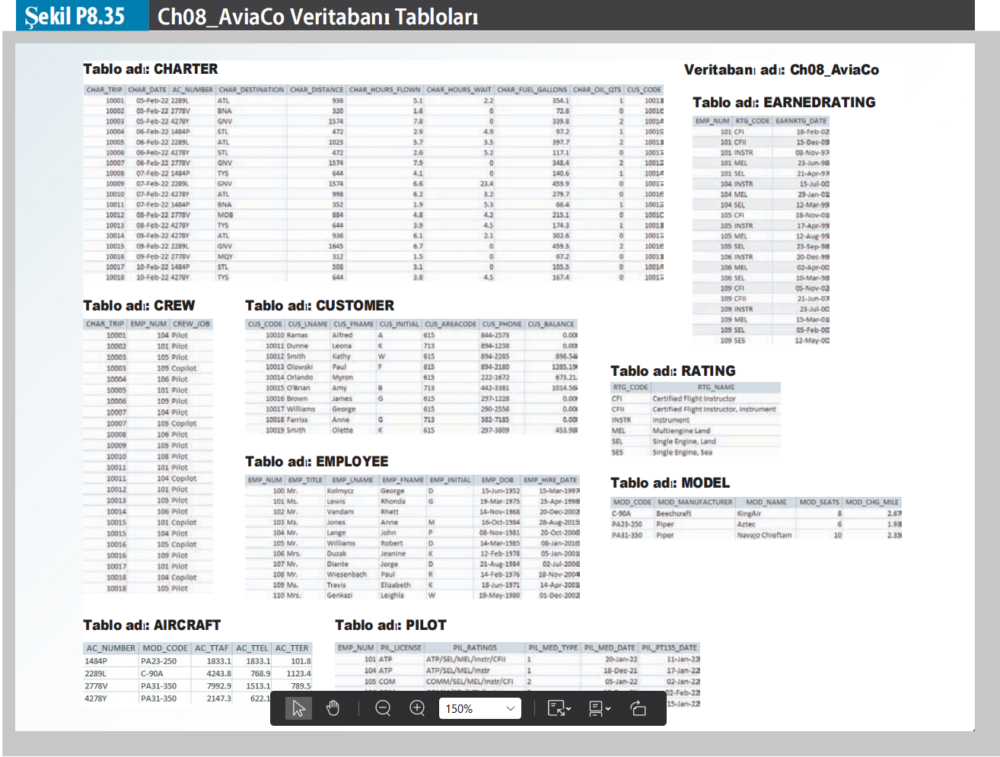 Şekil P8.35 Ch08_AviaCo Veritabanı Tabloları
Tablo adı: CHARTER
CHAR_TRIP CHAR_DATE AC_NUMBER CHAR_DESTINATION CHAR_DISTANCE CHAR_HOURS_FLOWN CHAR_HOURS_WAIT CHAR_FUEL_GALLONS CHAR_OIL_QTS CUS_CODE
10001 05-Feb-22 2289L ATL 936 5.1 2.2 354.1 1 10011
10002 05-Feb-22 2778V BNA 320 1.6 0 72.6 0 10016
10003 05-Feb-22 4278Y GNV 1574 7.8 0 339.8 2 10014
10004 06-Feb-22 1484P STL 472 2.9 4.9 97.2 1 10019
10005 06-Feb-22 2289L ATL 1023 5.7 3.5 397.7 2 10011
10006 06-Feb-22 4278Y STL 472 2.6 5.2 117.1 0 10017
10007 06-Feb-22 2778V GNV 1574 7.9 0 348.4 2 10012
10008 07-Feb-22 1484P TYS 644 4.1 0 140.6 1 10014
10009 07-Feb-22 2289L GNV 1574 6.6 23.4 459.9 0 10017
10010 07-Feb-22 4278Y ATL 998 6.2 3.2 279.7 0 10016
10011 07-Feb-22 1484P BNA 352 1.9 5.3 66.4 1 10012
10012 08-Feb-22 2778V MOB 884 4.8 4.2 215.1 0 10010
10013 08-Feb-22 4278Y TYS 644 3.9 4.5 174.3 1 10011
10014 09-Feb-22 4278Y ATL 936 6.1 2.1 302.6 0 10017
10015 09-Feb-22 2289L GNV 1645 6.7 0 459.5 2 10016
10016 09-Feb-22 2778V MQY 312 1.5 0 67.2 0 10011
10017 10-Feb-22 1484P STL 508 3.1 0 105.5 0 10014
10018 10-Feb-22 4278Y TYS 644 3.8 4.5 167.4 0 10017
Veritabanı adı: Ch08_AviaCo
Tablo adı: EARNEDRATING
EMP_NUM RTG_CODE EARNRTG_DATE
101 CFI 18-Feb-02
101 CFII 15-Dec-09
101 INSTR 08-Nov-97
101 MEL 23-Jun-98
101 SEL 21-Apr-97
104 INSTR 15-Jul-00
104 MEL 29-Jan-01
104 SEL 12-Mar-99
105 CFI 18-Nov-01
105 INSTR 17-Apr-99
105 MEL 12-Aug-99
105 SEL 23-Sep-98
106 INSTR 20-Dec-99
106 MEL 02-Apr-00
106 SEL 10-Mar-98
109 CFI 05-Nov-02
109 CFII 21-Jun-07
109 INSTR 23-Jul-00
109 MEL 15-Mar-01
109 SEL 05-Feb-00
109 SES 12-May-00
Tablo adı: CREW
CHAR_TRIP EMP_NUM CREW_JOB
10001 104 Pilot
10002 101 Pilot
10003 105 Pilot
10003 109 Copilot
10004 106 Pilot
10005 101 Pilot
10006 109 Pilot
10007 104 Pilot
10007 105 Copilot
10008 106 Pilot
10009 105 Pilot
10010 108 Pilot
10011 101 Pilot
10011 104 Copilot
10012 101 Pilot
10013 105 Pilot
10014 106 Pilot
10015 101 Copilot
10015 104 Pilot
10016 105 Copilot
10016 109 Pilot
10017 101 Pilot
10018 104 Copilot
10018 105 Pilot
Tablo adı: CUSTOMER
CUS_CODE CUS_LNAME CUS_FNAME CUS_INITIAL CUS_AREACODE CUS_PHONE CUS_BALANCE
10010 Ramas Alfred A 615 844-2573 0.00
10011 Dunne Leona K 713 894-1238 0.00
10012 Smith Kathy W 615 894-2285 896.54
10013 Olowski Paul F 615 894-2180 1285.19
10014 Orlando Myron 615 222-1672 673.21
10015 O'Brian Amy B 713 442-3381 1014.56
10016 Brown James G 615 297-1228 0.00
10017 Williams George 615 290-2556 0.00
10018 Farriss Anne G 713 382-7185 0.00
10019 Smith Olette K 615 297-3809 453.98
Tablo adı: EMPLOYEE
EMP_NUM EMP_TITLE EMP_LNAME EMP_FNAME EMP_INITIAL EMP_DOB EMP_HIRE_DATE
100 Mr. Kolmycz George D 15-Jun-1952 15-Mar-1997
101 Ms. Lewis Rhonda G 19-Mar-1975 25-Apr-1998
102 Mr. Vandam Rhett 14-Nov-1968 20-Dec-2002
103 Ms. Jones Anne M 16-Oct-1984 28-Aug-2015
104 Mr. Lange John P 08-Nov-1981 20-Oct-2006
105 Mr. Williams Robert D 14-Mar-1985 08-Jan-2016
106 Mrs. Duzak Jeanine K 12-Feb-1978 05-Jan-2001
107 Mr. Diante Jorge D 21-Aug-1984 02-Jul-2006
108 Mr. Wiesenbach Paul R 14-Feb-1976 18-Nov-2004
109 Ms. Travis Elizabeth K 18-Jun-1971 14-Apr-2001
110 Mrs. Genkazi Leighla W 19-May-1980 01-Dec-2002
Tablo adı: RATING
RTG_CODE RTG_NAME
CFI Certified Flight Instructor
CFII Certified Flight Instructor, Instrument
INSTR Instrument
MEL Multiengine Land
SEL Single Engine, Land
SES Single Engine, Sea
Tablo adı: MODEL
MOD_CODE MOD_MANUFACTURER MOD_NAME MOD_SEATS MOD_CHG_MILE
C-90A Beechcraft KingAir 8 2.67
PA23-250 Piper Aztec 6 1.93
PA31-350 Piper Navajo Chieftain 10 2.35
Tablo adı: AIRCRAFT
AC_NUMBER MOD_CODE AC_TTAF AC_TTEL AC_TTER
1484P PA23-250 1833.1 1833.1 101.8
2289L C-90A 4243.8 768.9 1123.4
2778V PA31-350 7992.9 1513.1 789.5
4278Y PA31-350 2147.3 622.1
Tablo adı: PILOT
EMP_NUM PIL_LICENSE PIL_RATINGS PIL_MED_TYPE PIL_MED_DATE PIL_PT135_DATE
101 ATP ATP/SEL/MEL/Instr/CFII 1 20-Jan-22 11-Jan-22
104 ATP ATP/SEL/MEL/Instr 1 18-Dec-21 17-Jan-22
105 COM COMM/SEL/MEL/Instr/CFI 2 05-Jan-22 02-Jan-22
02-Feb-22
15-Jan-22
150%